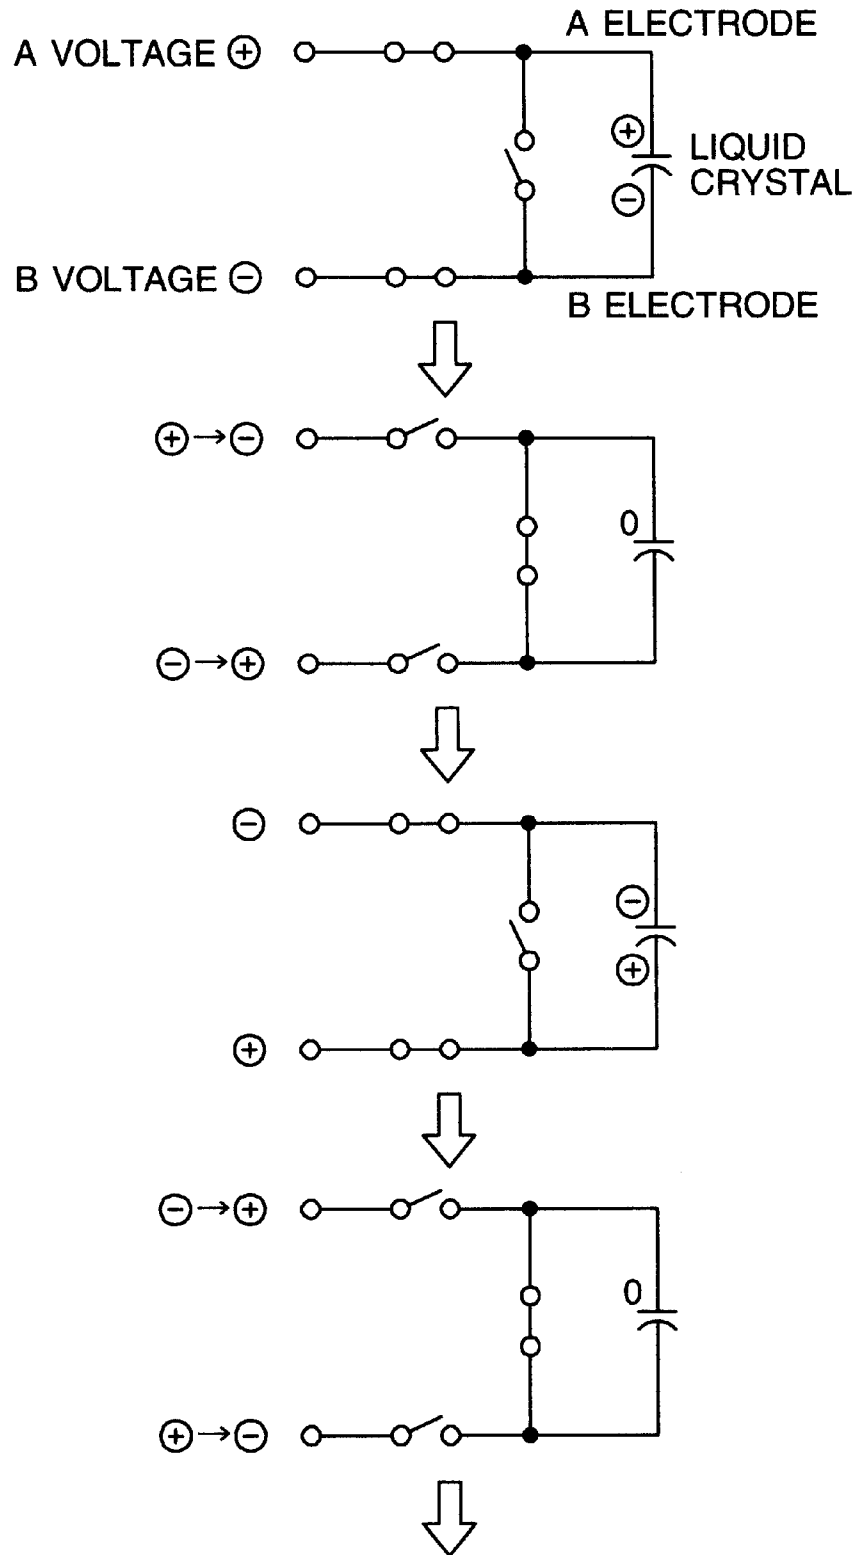 A ELECTRODE
A VOLTAGE ⊕
⊕
LIQUID
CRYSTAL
⊖
B VOLTAGE ⊖
B ELECTRODE
⊕→⊖
0
⊖→⊕
⊖
⊖
⊕
⊕
⊖→⊕
0
⊕→⊖